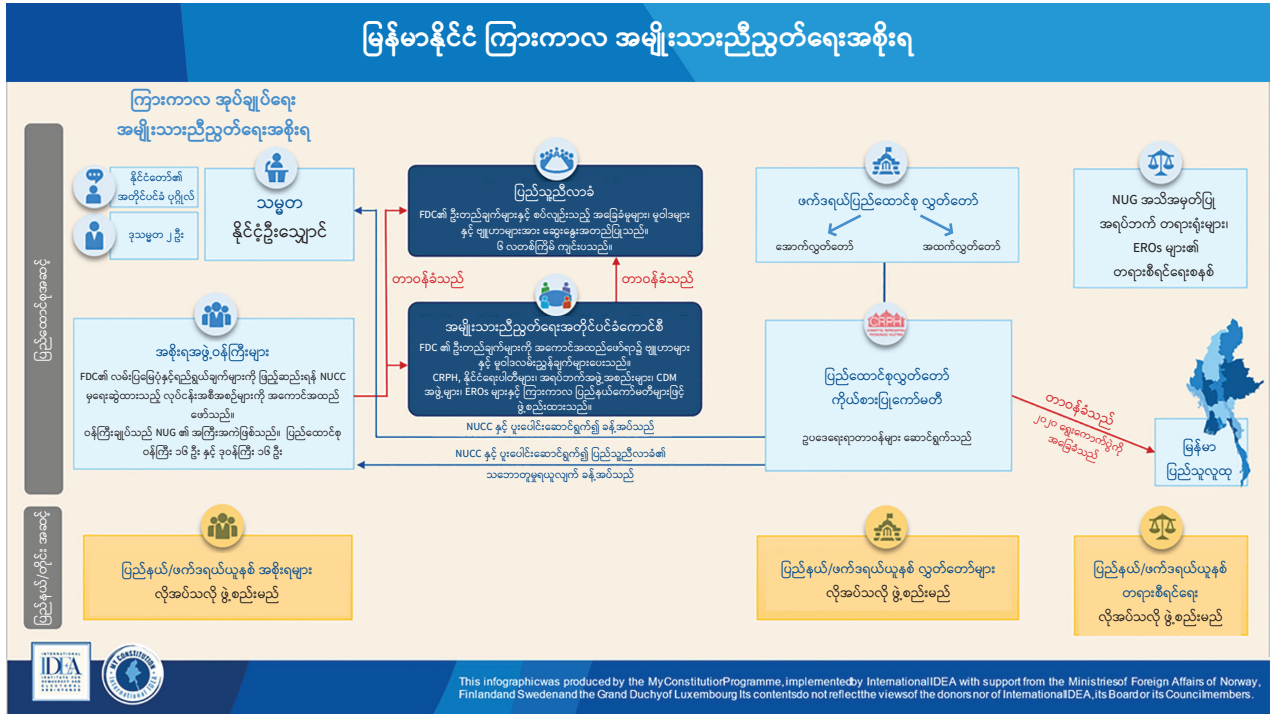 မြန်မာနိုင်ငံ ကြားကာလ အမျိုးသားညီညွတ်ရေးအစိုးရ
ကြားကာလ အုပ်ချုပ်ရေး
အမျိုးသားညီညွတ်ရေးအစိုးရ
ပြည်ထောင်စုအဆင့်
နိုင်ငံတော်၏
အတိုင်ပင်ခံ ပုဂ္ဂိုလ်
ဒုသမ္မတ ၂ ဦး
သမ္မတ
နိုင်ငံ့ဦးသျှောင်
ပြည်သူ့ညီလာခံ
FDC၏ ဦးတည်ချက်များနှင့် စပ်လျဉ်းသည့် အခြေခံမူများ၊ မူဝါဒများ
နှင့် ဗျူဟာများအား ဆွေးနွေးအတည်ပြုသည်။
၆ လတစ်ကြိမ် ကျင်းပသည်။
ဖက်ဒရယ်ပြည်ထောင်စု လွှတ်တော်
အောက်လွှတ်တော်
အထက်လွှတ်တော်
NUG အသိအမှတ်ပြု
အရပ်ဘက် တရားရုံးများ၊
EROs များ၏
တရားစီရင်ရေးစနစ်
တာဝန်ခံသည်
တာဝန်ခံသည်
အစိုးရအဖွဲ့ဝန်ကြီးများ
FDC၏ လမ်းပြမြေပုံနှင့်ရည်ရွယ်ချက်များကို ဖြည့်ဆည်းရန် NUCC
မှရေးဆွဲထားသည့် လုပ်ငန်းအစီအစဉ်များကို အကောင်အထည်
ဖော်သည်။
ဝန်ကြီးချုပ်သည် NUG ၏ အကြီးအကဲဖြစ်သည်။ ပြည်ထောင်စု
ဝန်ကြီး ၁၆ ဦး နှင့် ဒုဝန်ကြီး ၁၆ ဦး
အမျိုးသားညီညွတ်ရေးအတိုင်ပင်ခံကောင်စီ
FDC ၏ ဦးတည်ချက်များကို အကောင်အထည်ဖော်ရာ၌ ဗျူဟာများ
နှင့် မူဝါဒလမ်းညွှန်ချက်များပေးသည်။
CRPH, နိုင်ငံရေးပါတီများ၊ အရပ်ဘက်အဖွဲ့အစည်းများ၊ CDM
အဖွဲ့များ၊ EROs များနှင့် ကြားကာလ ပြည်နယ်ကော်မတီများဖြင့်
ဖွဲ့စည်းထားသည်။
CRPH
ပြည်ထောင်စုလွှတ်တော်
ကိုယ်စားပြုကော်မတီ
ဥပဒေရေးရာတာဝန်များ ဆောင်ရွက်သည်
NUCC နှင့် ပူးပေါင်းဆောင်ရွက်၍ ခန့်အပ်သည်
NUCC နှင့် ပူးပေါင်းဆောင်ရွက်၍ ပြည်သူ့ညီလာခံ၏
သဘောတူမှုရယူလျက် ခန့်အပ်သည်
တာဝန်ခံသည်
၂၀၂၀ ရွေးကောက်ပွဲကို
အခြေခံသည်
မြန်မာ
ပြည်သူလူထု
ပြည်နယ်/တိုင်း အဆင့်
ပြည်နယ်/ဖက်ဒရယ်ယူနစ် အစိုးရများ
လိုအပ်သလို ဖွဲ့စည်းမည်
ပြည်နယ်/ဖက်ဒရယ်ယူနစ် လွှတ်တော်များ
လိုအပ်သလို ဖွဲ့စည်းမည်
ပြည်နယ်/ဖက်ဒရယ်ယူနစ်
တရားစီရင်ရေး
လိုအပ်သလို ဖွဲ့စည်းမည်
INTERNATIONAL
IDEA
INSTITUTE FOR
DEMOCRACY AND
ELECTORAL
ASSISTANCE
MY CONSTITUTION
International IDEA
This infographicwas produced by the MyConstitutiorProgramme, implementedby InternationalIDEA with support from the Ministriesof Foreign Affairs of Norway,
Finlandand Swedenand the Grand Duchyof Luxembourg Its contentsdo not reflectthe viewsof the donors nor of InternationalIDEA, its Board or its Councilmembers.